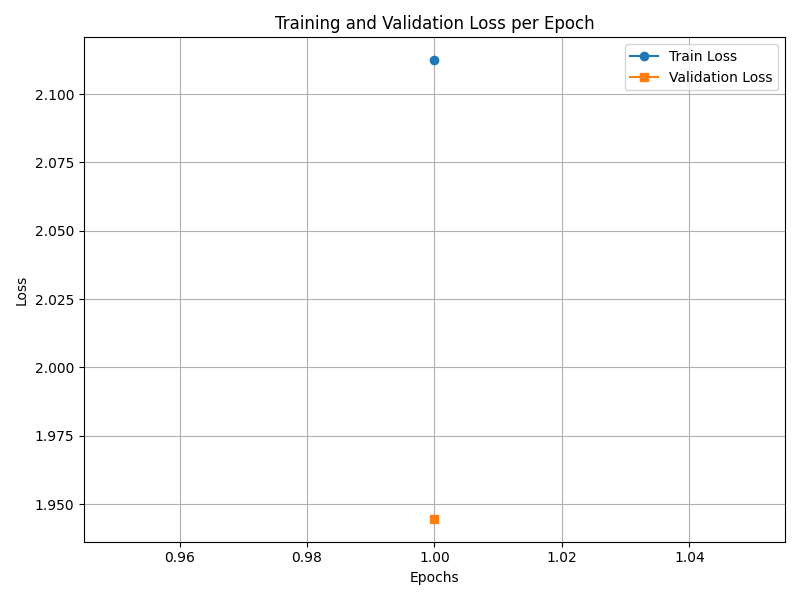 Training and Validation Loss per Epoch
Train Loss
Validation Loss
2.100
2.075
2.050
2.025
2.000
1.975
1.950
Loss
0.96 0.98 1.00 1.02 1.04
Epochs